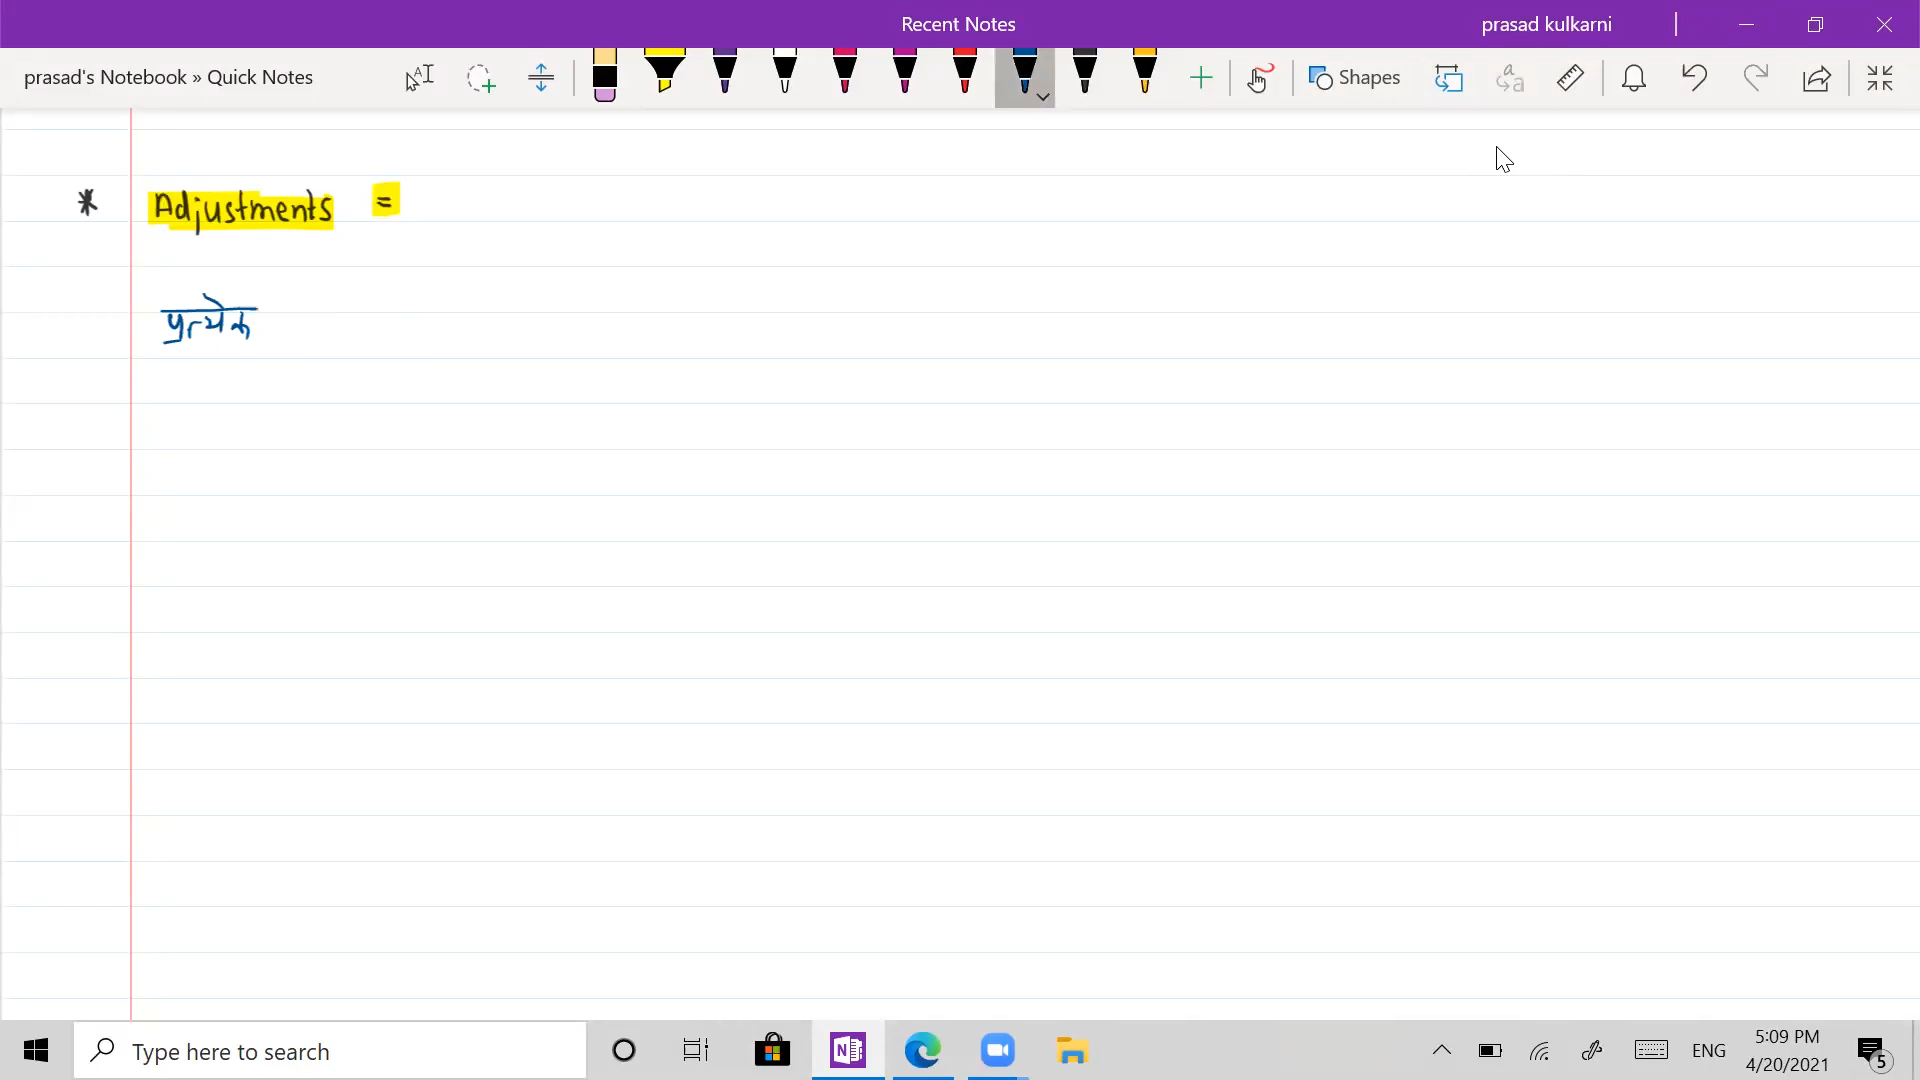 Recent Notes
prasad kulkarni
prasad's Notebook » Quick Notes
Shapes
* Adjustments =
प्रत्येक
Type here to search
ENG
5:09 PM
4/20/2021
5